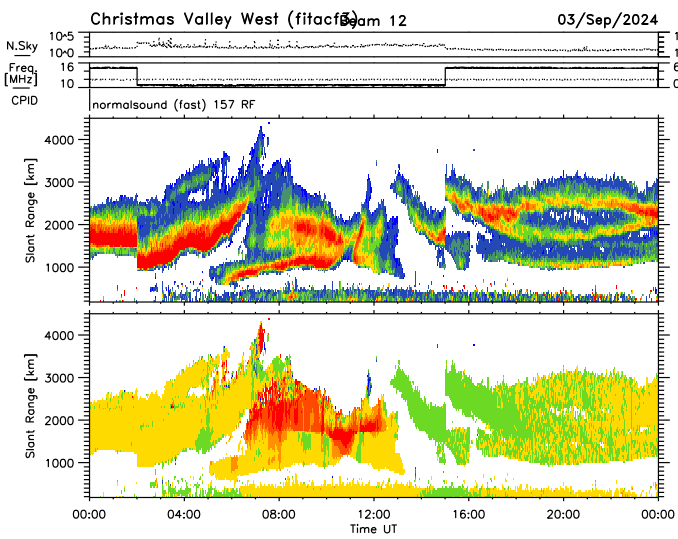 Christmas Valley West (fitacf3) Beam 12 03/Sep/2024
N.Sky 10^5 10^0 1 1
Freq. [MHz] 16 10 6 0
CPID normalsound (fast) 157 RF
Slant Range [km] 4000 3000 2000 1000
Slant Range [km] 4000 3000 2000 1000
00:00 04:00 08:00 12:00 16:00 20:00 00:00
Time UT